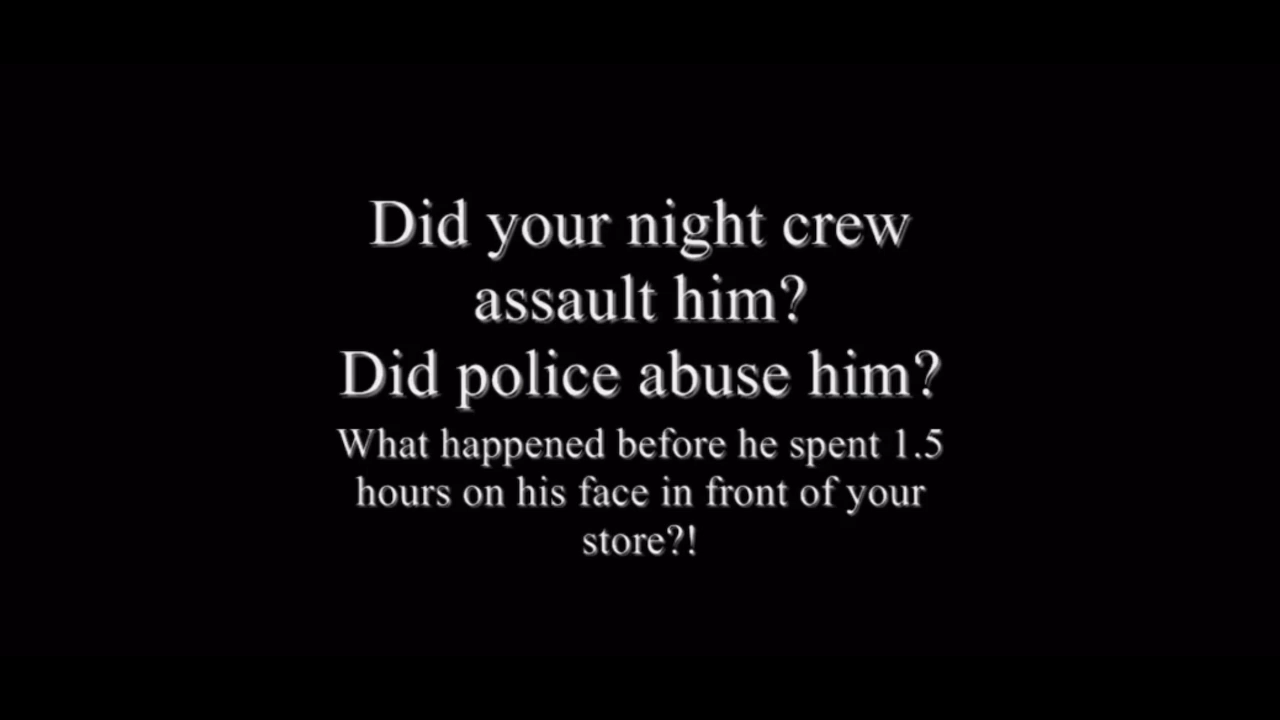 Did your night crew
assault him?
Did police abuse him?
What happened before he spent 1.5
hours on his face in front of your
store?!